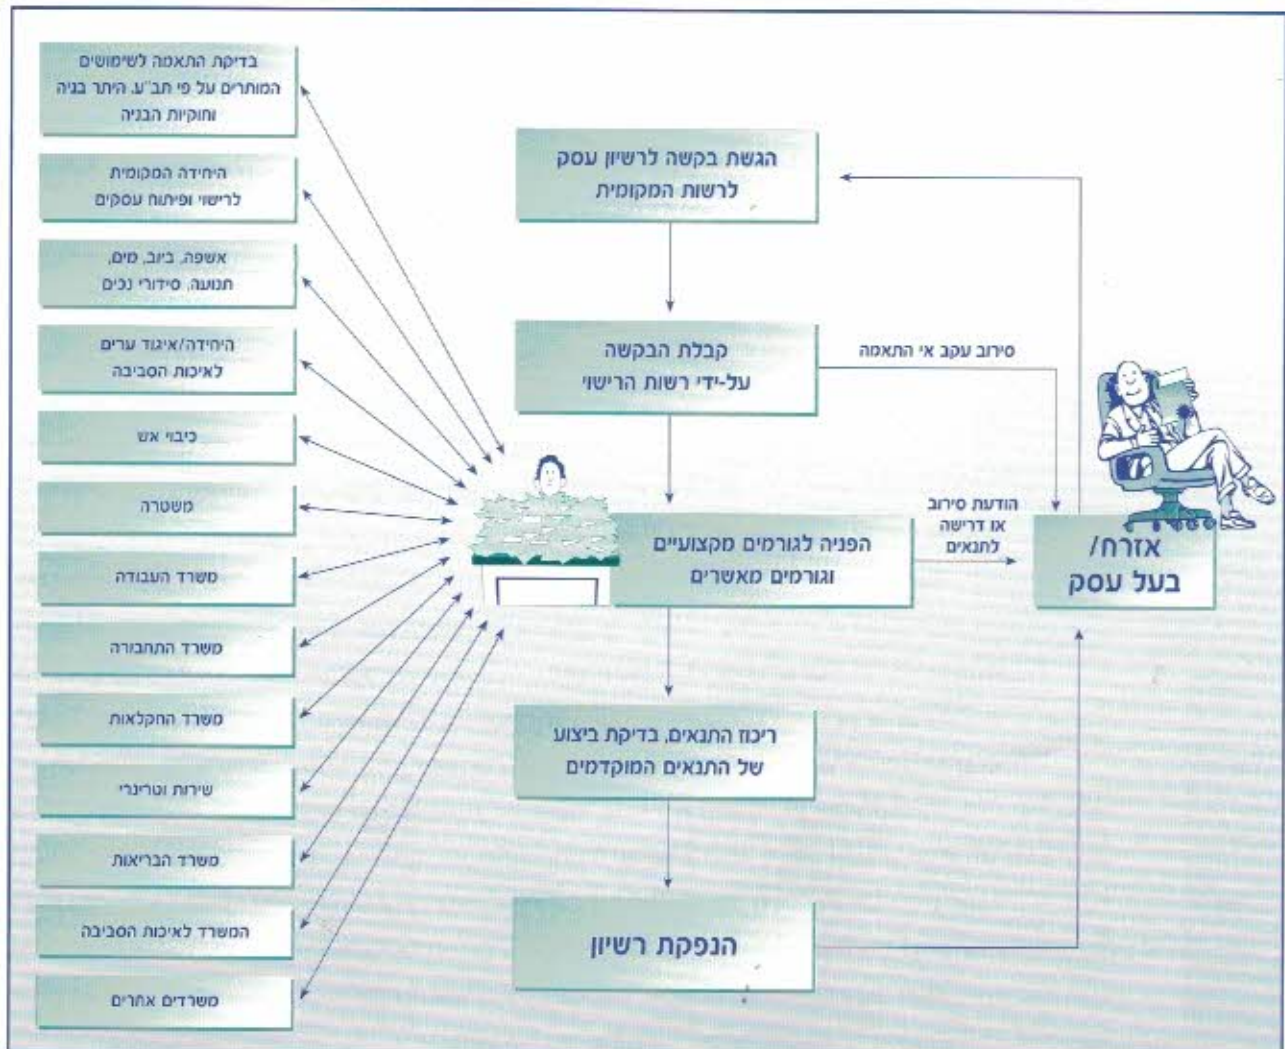 בדיקת התאמה לשימושים
המותרים על פי תב"ע. היתר בניה
וחוקיות הבניה
היחידה המקומית
לרישוי ופיתוח עסקים
אשפה, ביוב, מים,
תנועה, סידורי נכים
היחידה/איגוד ערים
לאיכות הסביבה
כיבוי אש
משטרה
משרד העבודה
משרד התחבורה
משרד החקלאות
שירות וטרינרי
משרד הבריאות
המשרד לאיכות הסביבה
משרדים אחרים
הגשת בקשה לרשיון עסק
לרשות המקומית
קבלת הבקשה
על-ידי רשות הרישוי
סירוב עקב אי התאמה
הפניה לגורמים מקצועיים
וגורמים מאשרים
הודעת סירוב
או דרישה
לתנאים
אזרח/
בעל עסק
ריכוז התנאים, בדיקת ביצוע
של התנאים המוקדמים
הנפקת רשיון